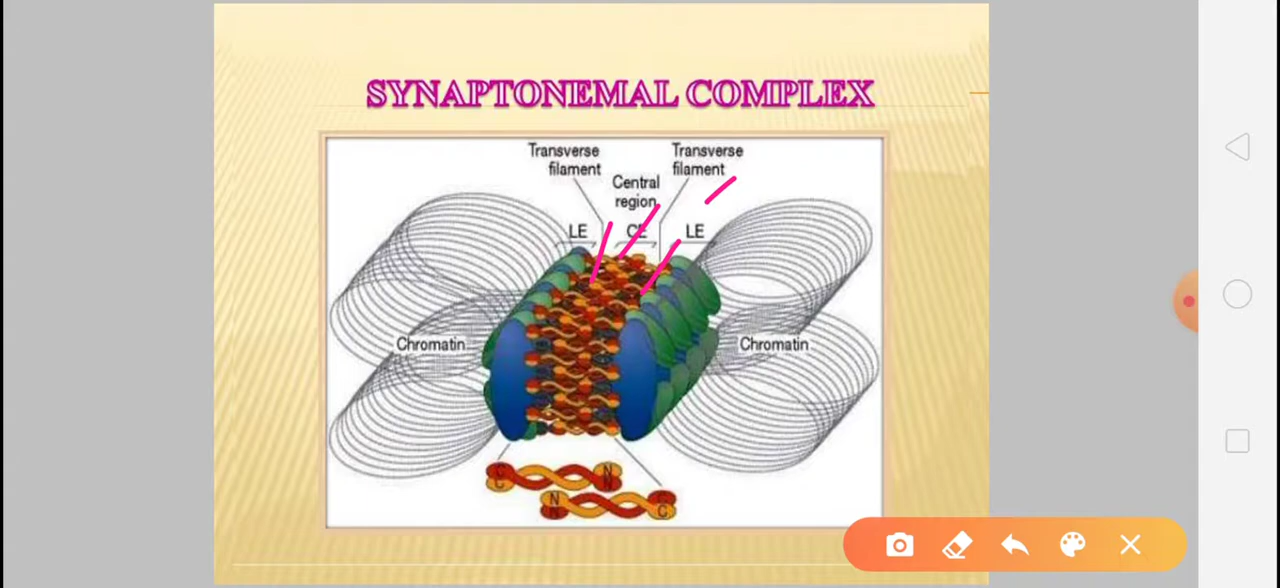 SYNAPTONEMAL COMPLEX
Transverse
filament
Transverse
filament
Central
region
LE
CE
LE
Chromatin
Chromatin
C
C
N
N
N
N
C
C